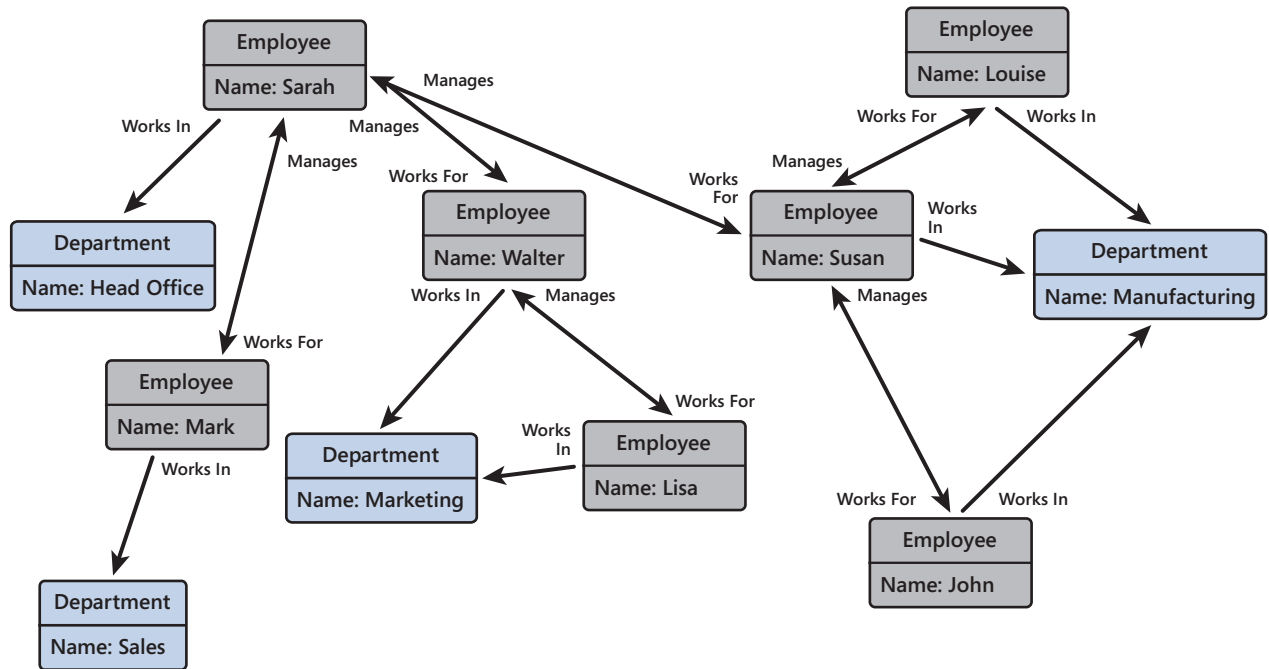 Employee
Name: Sarah
Employee
Name: Louise
Manages
Works In
Manages
Works For
Works In
Manages
Manages
Works For
Works
For
Employee
Name: Walter
Employee
Name: Susan
Works
In
Department
Name: Head Office
Department
Name: Manufacturing
Works In
Manages
Manages
Works For
Employee
Name: Mark
Works For
Works In
Department
Name: Marketing
Works
In
Employee
Name: Lisa
Works For
Works In
Employee
Name: John
Department
Name: Sales